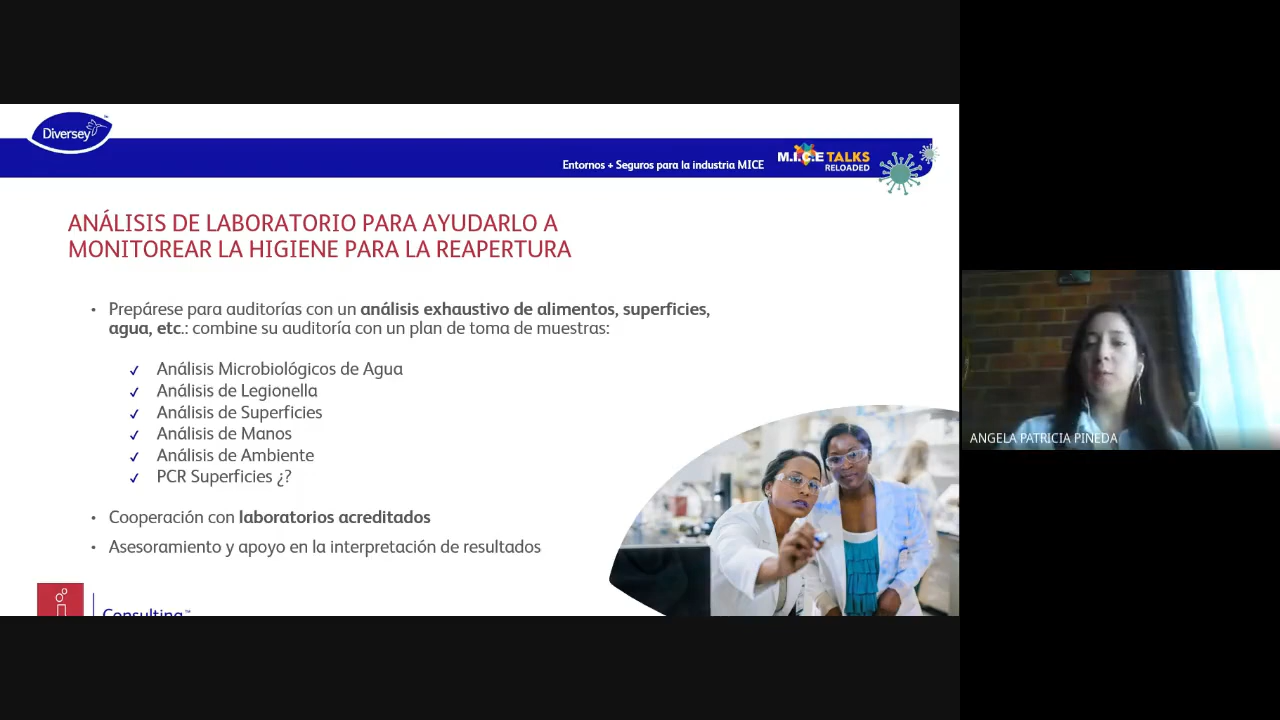 Diversey
Entornos + Seguros para la industria MICE
M.I.C.E TALKS
RELOADED
ANÁLISIS DE LABORATORIO PARA AYUDARLO A
MONITOREAR LA HIGIENE PARA LA REAPERTURA
• Prepárese para auditorías con un análisis exhaustivo de alimentos, superficies,
agua, etc.: combine su auditoría con un plan de toma de muestras:
✓ Análisis Microbiológicos de Agua
✓ Análisis de Legionella
✓ Análisis de Superficies
✓ Análisis de Manos
✓ Análisis de Ambiente
✓ PCR Superficies ¿?
• Cooperación con laboratorios acreditados
• Asesoramiento y apoyo en la interpretación de resultados
Consulting™
ANGELA PATRICIA PINEDA